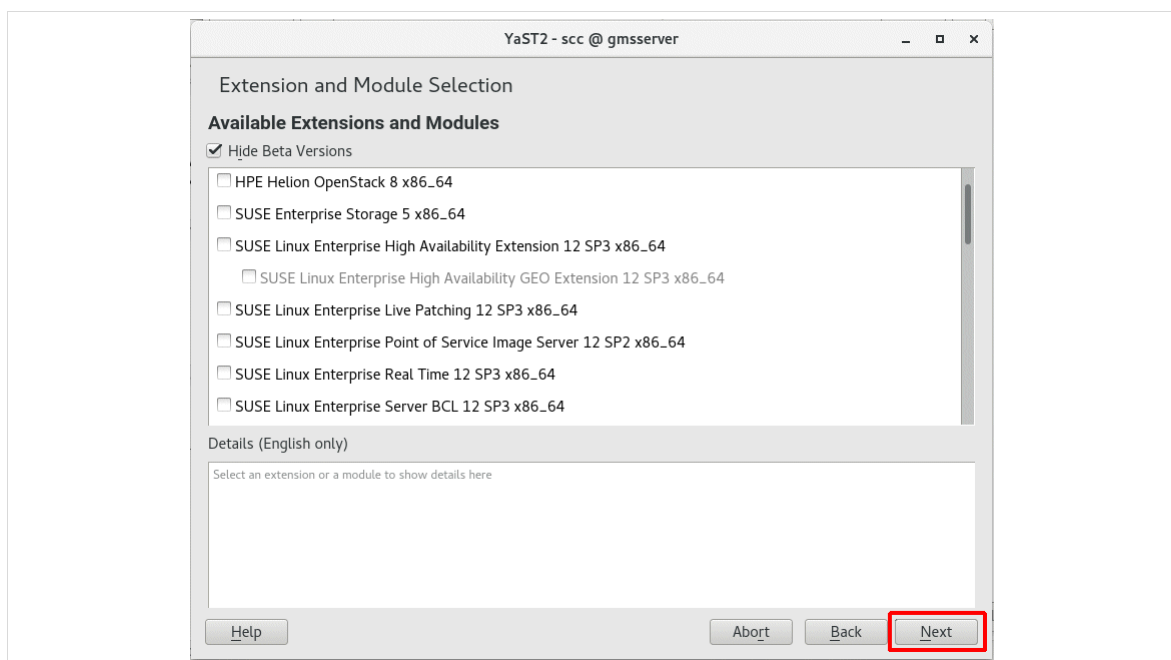 YaST2 - scc @ gmsserver
Extension and Module Selection
Available Extensions and Modules
Hide Beta Versions
HPE Helion OpenStack 8 x86_64
SUSE Enterprise Storage 5 x86_64
SUSE Linux Enterprise High Availability Extension 12 SP3 x86_64
SUSE Linux Enterprise High Availability GEO Extension 12 SP3 x86_64
SUSE Linux Enterprise Live Patching 12 SP3 x86_64
SUSE Linux Enterprise Point of Service Image Server 12 SP2 x86_64
SUSE Linux Enterprise Real Time 12 SP3 x86_64
SUSE Linux Enterprise Server BCL 12 SP3 x86_64
Details (English only)
Select an extension or a module to show details here
Help Abort Back Next